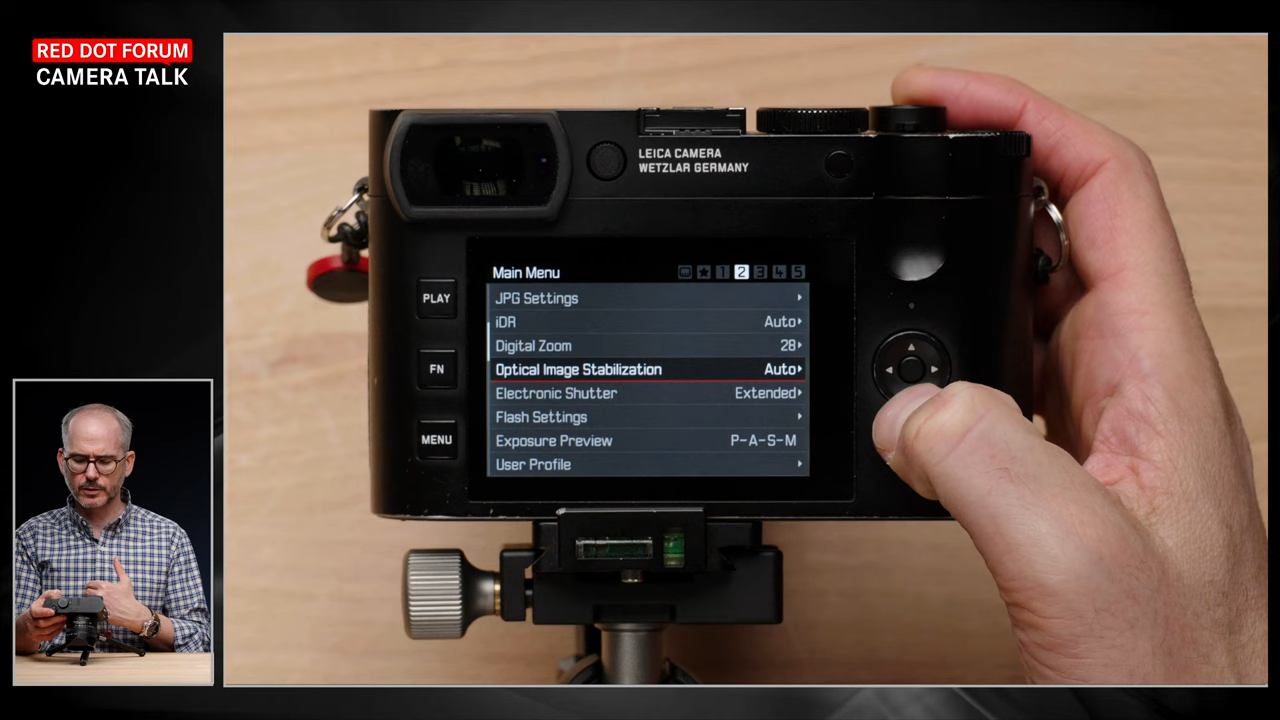 RED DOT FORUM
CAMERA TALK
LEICA CAMERA
WETZLAR GERMANY
Main Menu 1 2 3 4 5
JPG Settings
iDR Auto
Digital Zoom 28
Optical Image Stabilization Auto
Electronic Shutter Extended
Flash Settings
Exposure Preview P-A-S-M
User Profile
PLAY
FN
MENU